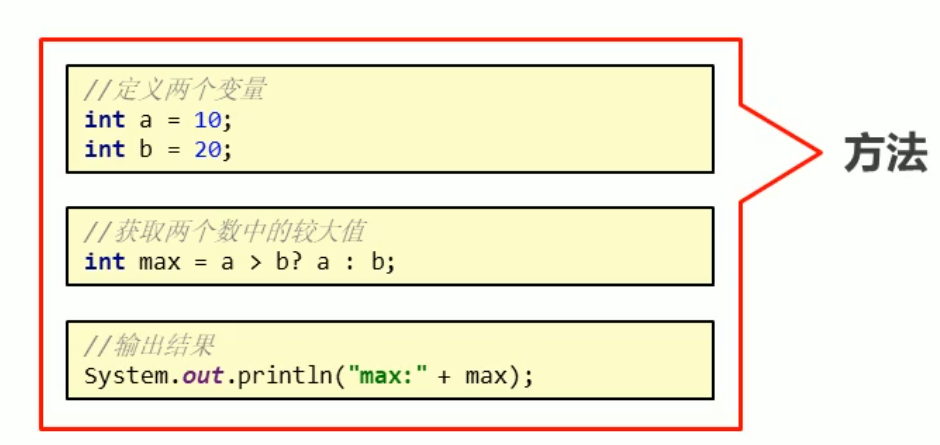 //定义两个变量
int a = 10;
int b = 20;
//获取两个数中的较大值
int max = a > b? a : b;
//输出结果
System.out.println("max:" + max);
方法